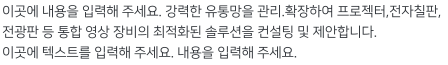 이곳에 내용을 입력해 주세요. 강력한 유통망을 관리.확장하여 프로젝터,전자칠판,
전광판 등 통합 영상 장비의 최적화된 솔루션을 컨설팅 및 제안합니다.
이곳에 텍스트를 입력해 주세요. 내용을 입력해 주세요.